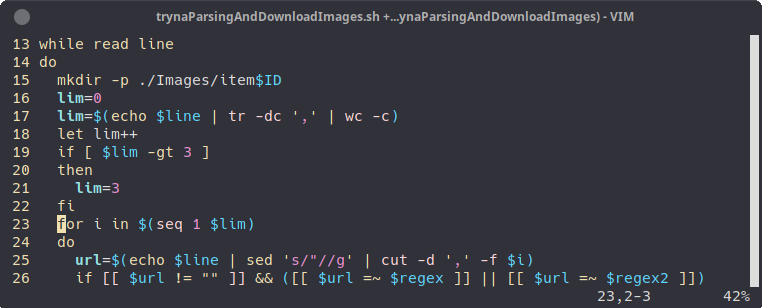 trynaParsingAndDownloadImages.sh +...ynaParsingAndDownloadImages) - VIM
13 while read line
14 do
15   mkdir -p ./Images/item$ID
16   lim=0
17   lim=$(echo $line | tr -dc ',' | wc -c)
18   let lim++
19   if [ $lim -gt 3 ]
20   then
21     lim=3
22   fi
23   for i in $(seq 1 $lim)
24   do
25     url=$(echo $line | sed 's/"//g' | cut -d ',' -f $i)
26     if [[ $url != "" ]] && ([[ $url =~ $regex ]] || [[ $url =~ $regex2 ]])
23,2-3 42%